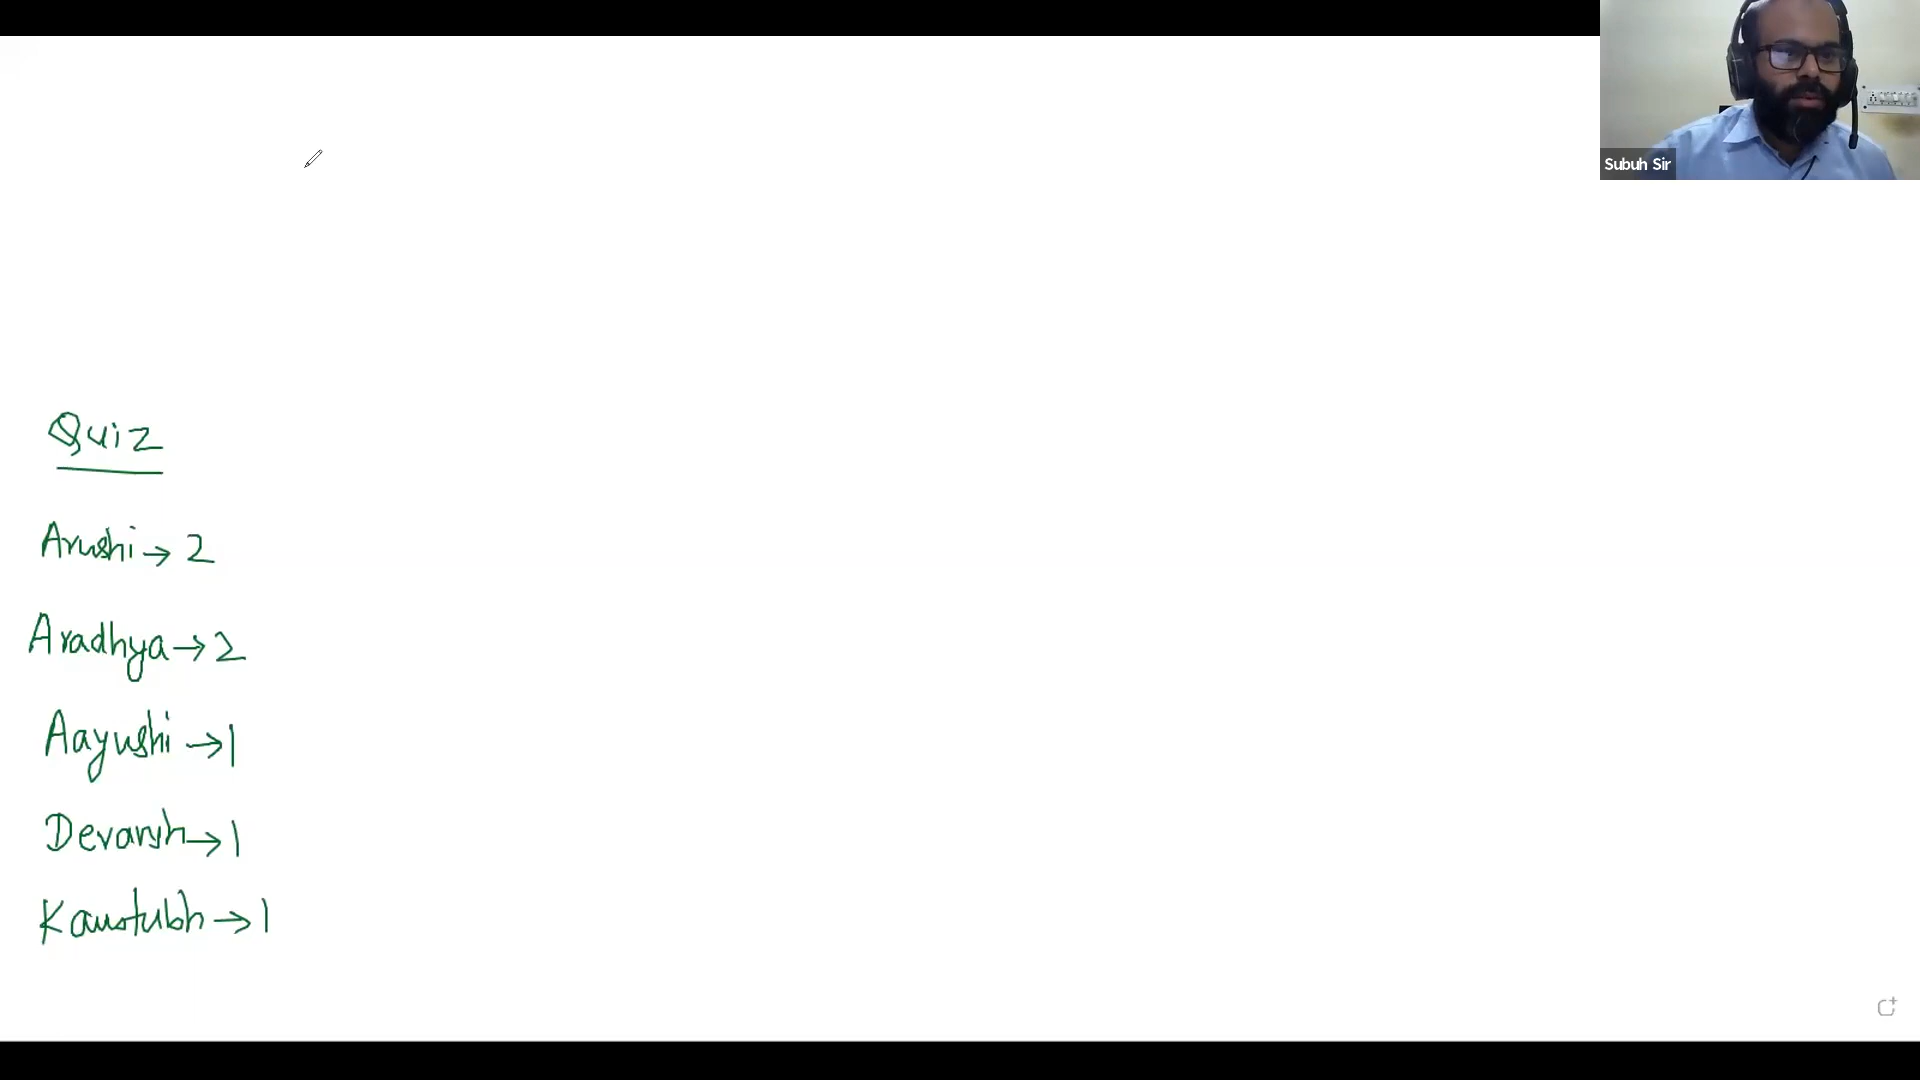 Subuh Sir
Quiz
Arushi → 2
Aradhya → 2
Aayushi → 1
Devansh → 1
Kaustubh → 1